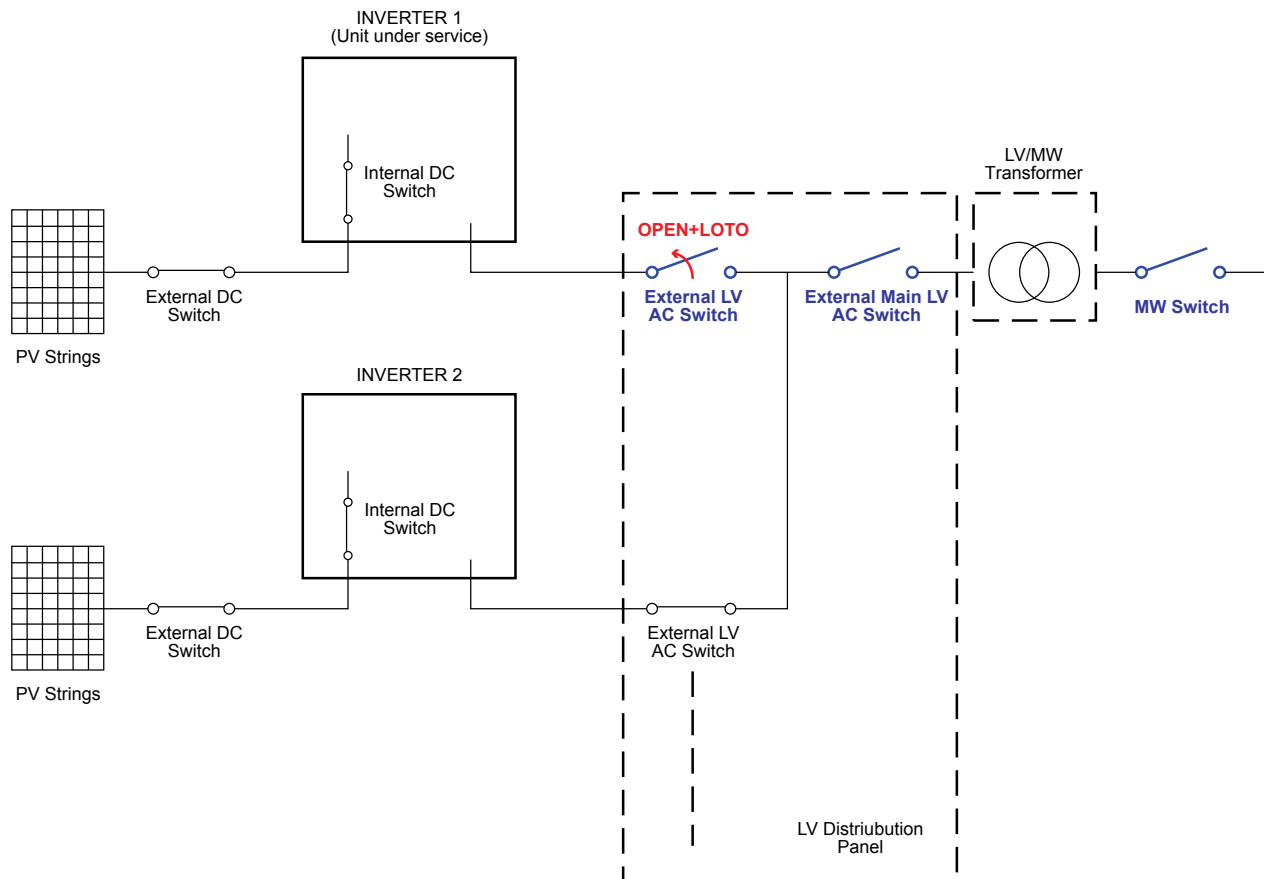 INVERTER 1
(Unit under service)
Internal DC
Switch
LV/MW
Transformer
OPEN+LOTO
External DC
Switch
External LV
AC Switch
External Main LV
AC Switch
MW Switch
PV Strings
INVERTER 2
Internal DC
Switch
External DC
Switch
External LV
AC Switch
PV Strings
LV Distriubution
Panel